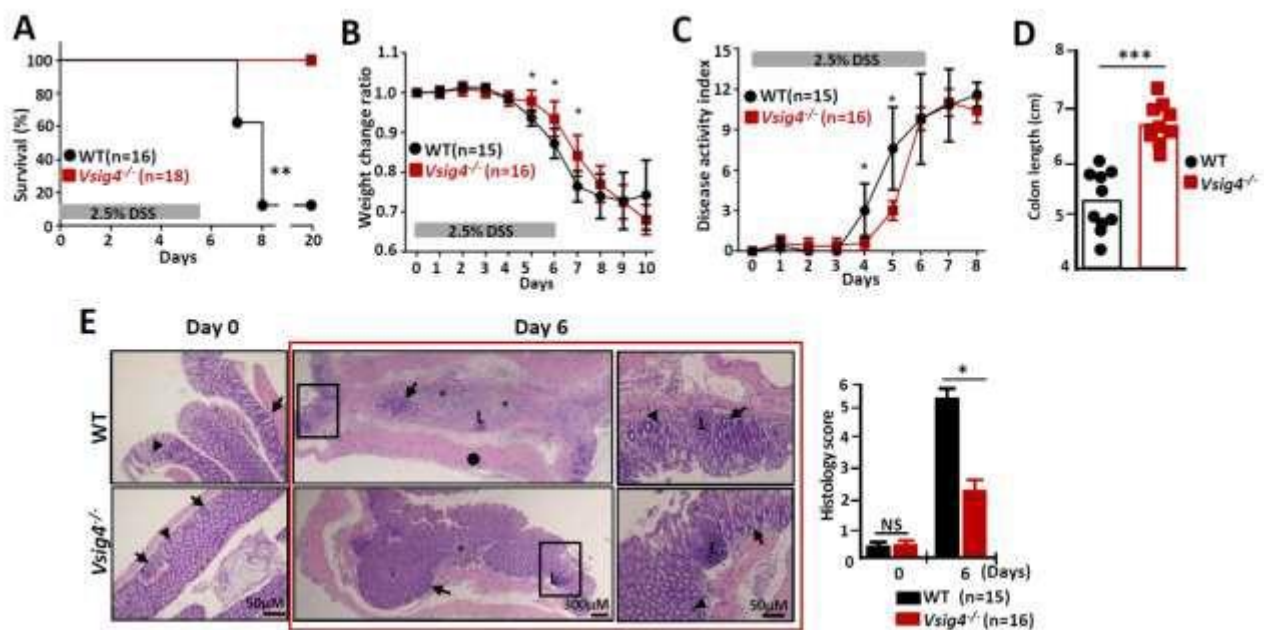 A
100
80
60
40
20
0
Survival (%)
WT(n=16)
Vsig4-/- (n=18)
**
2.5% DSS
0 2 4 6 8 20
Days
B
1.1
1.0
0.9
0.8
0.7
0.6
Weight change ratio
* * *
WT(n=15)
Vsig4-/- (n=16)
2.5% DSS
0 1 2 3 4 5 6 7 8 9 10
Days
C
15
12
9
6
3
0
Disease activity index
2.5% DSS
WT(n=15)
Vsig4-/- (n=16)
* *
0 1 2 3 4 5 6 7 8
Days
D
8
7
6
5
4
Colon length (cm)
***
WT
Vsig4-/-
E
Day 0 Day 6
WT
* *
L
L
Vsig4-/-
*
L
L
50μM
300μM
50μM
6
5
4
3
2
1
0
Histology score
NS
*
0 6 (Days)
WT (n=15)
Vsig4-/- (n=16)